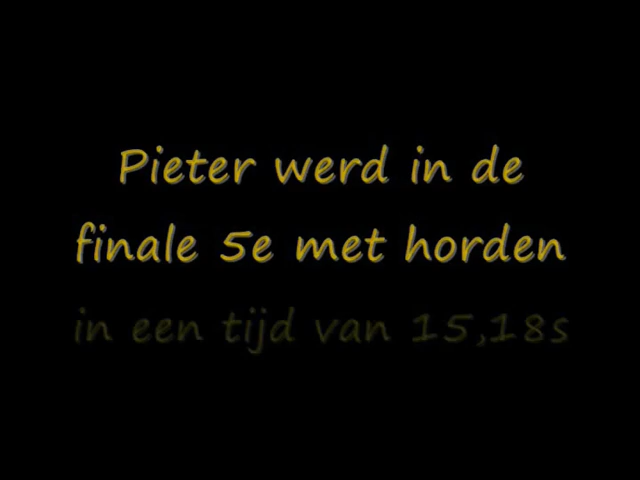 Pieter werd in de
finale 5e met horden
in een tijd van 15,18s